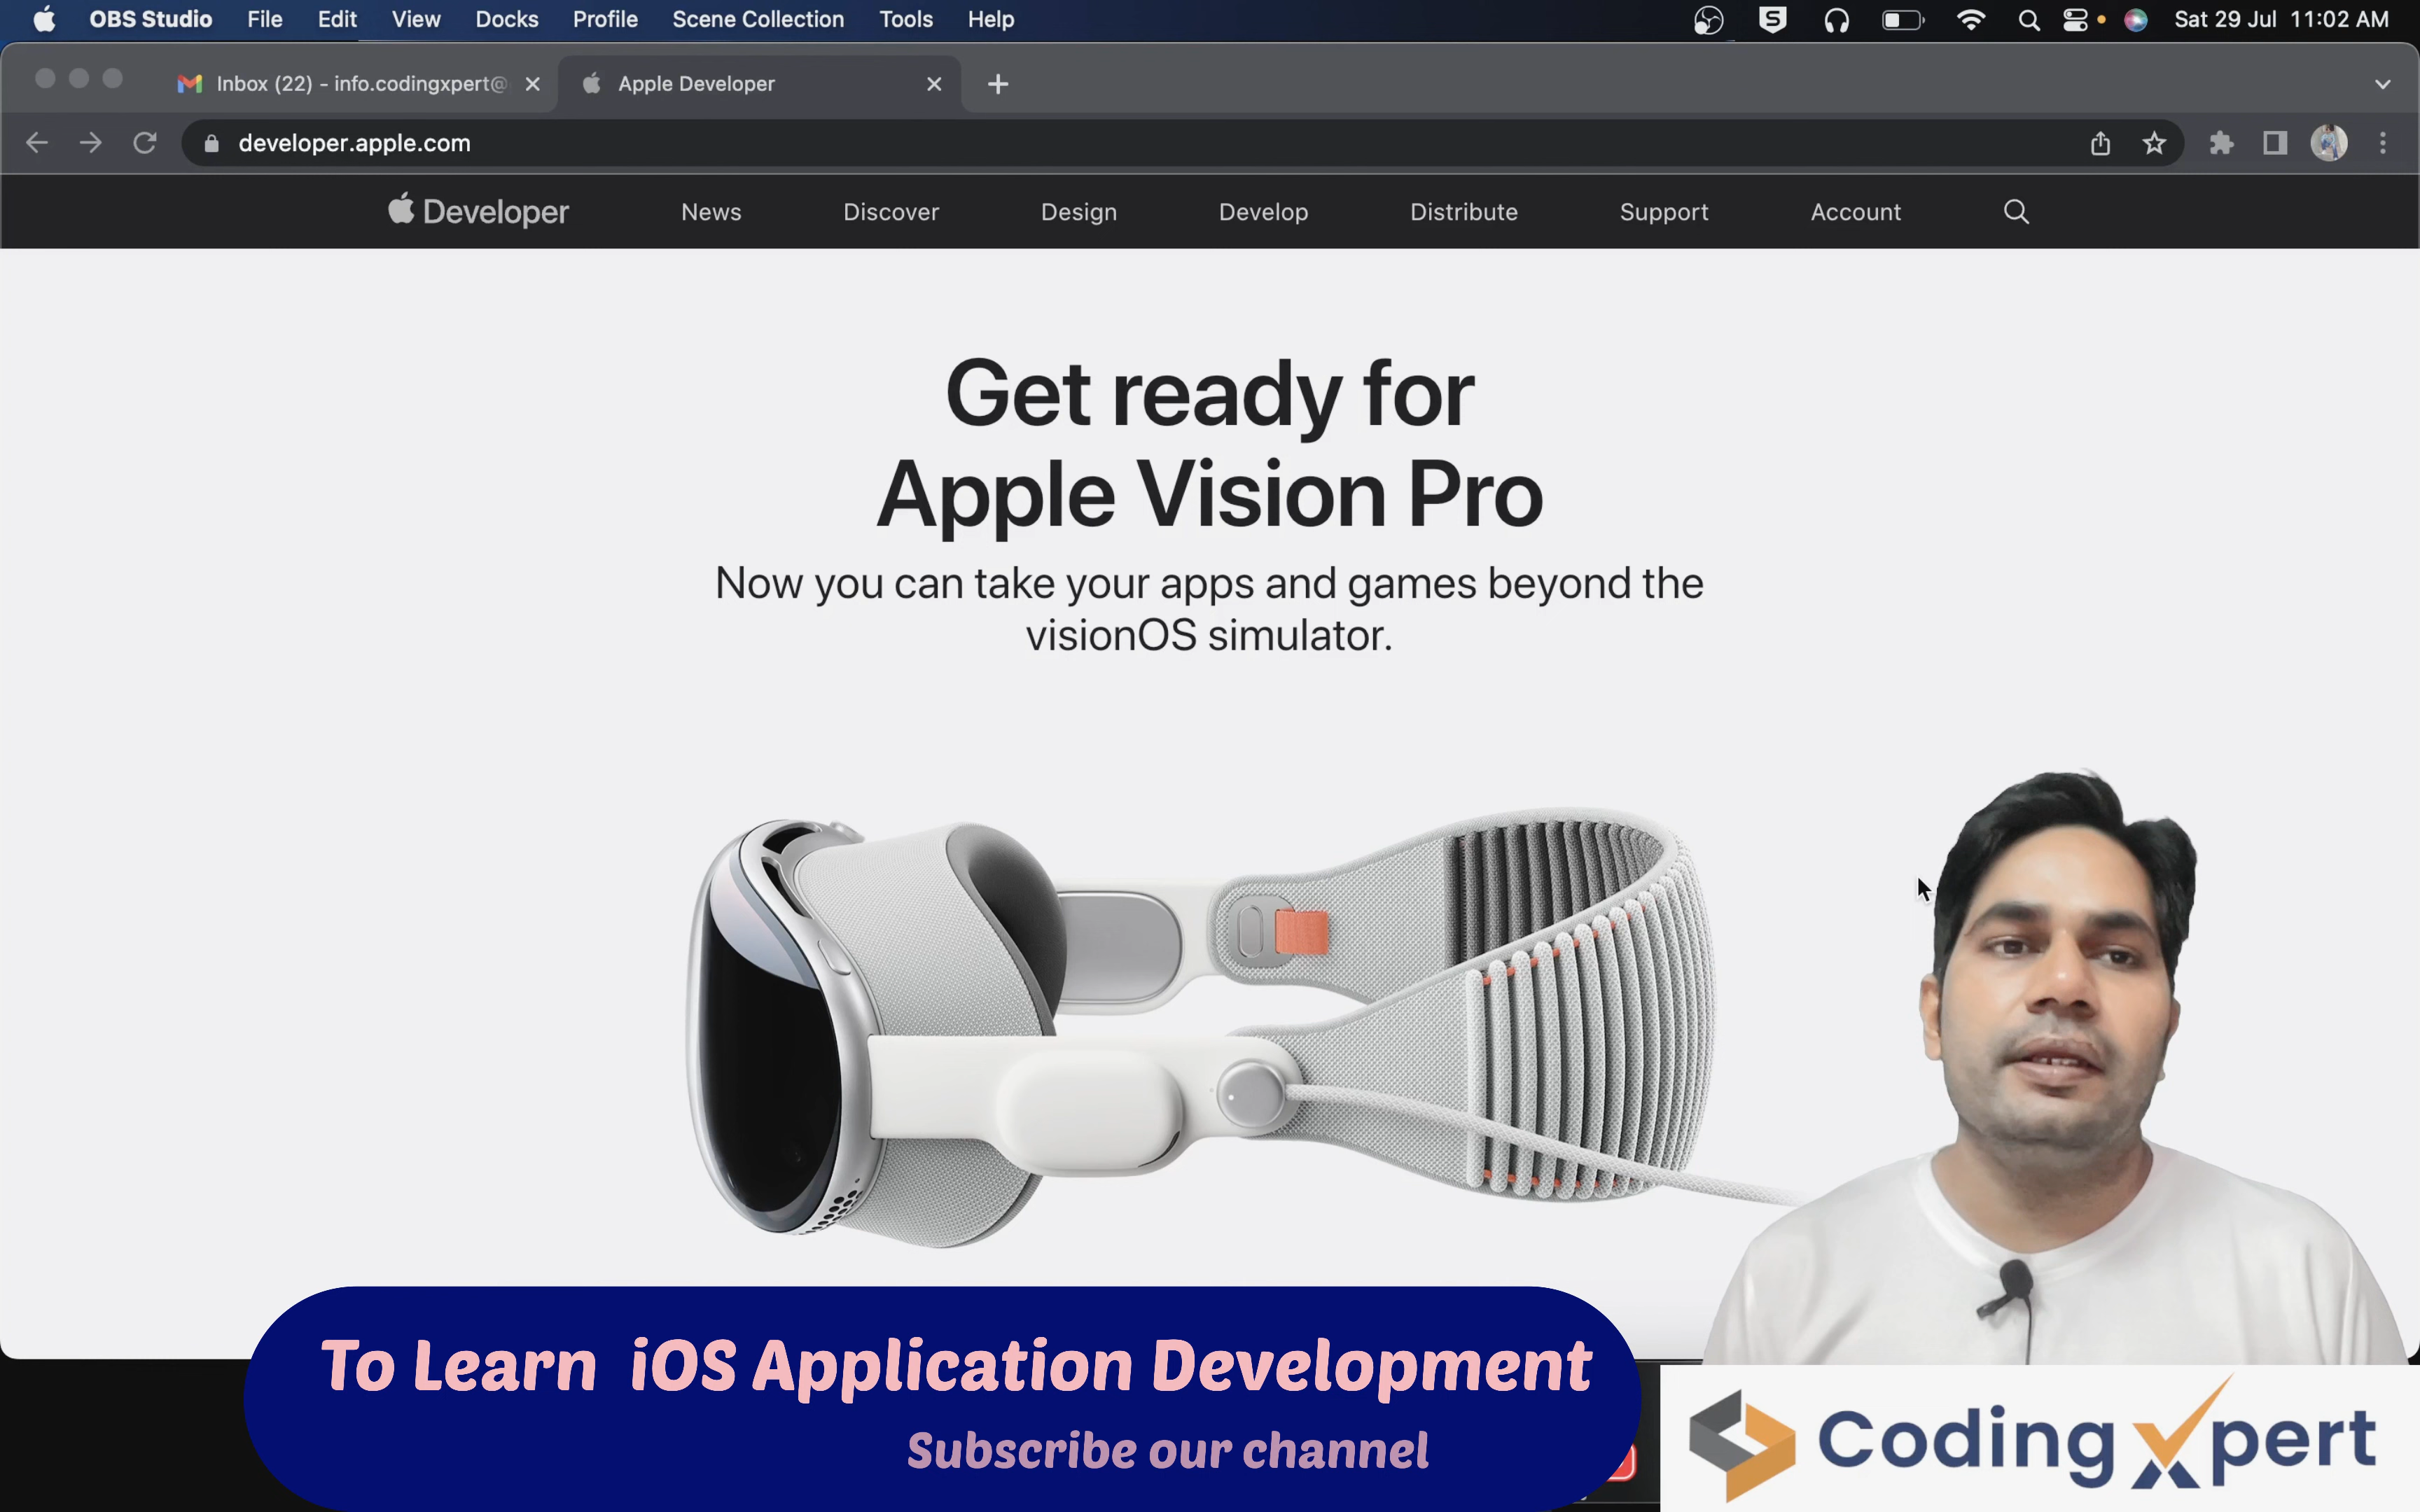 OBS Studio File Edit View Docks Profile Scene Collection Tools Help Sat 29 Jul 11:02 AM
Inbox (22) - info.codingxpert@ Apple Developer
developer.apple.com
Developer News Discover Design Develop Distribute Support Account
Get ready for
Apple Vision Pro
Now you can take your apps and games beyond the
visionOS simulator.
To Learn iOS Application Development
Subscribe our channel
CodingXpert